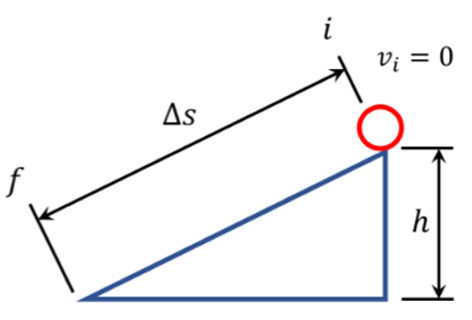 i
v_i = 0
Δs
f
h